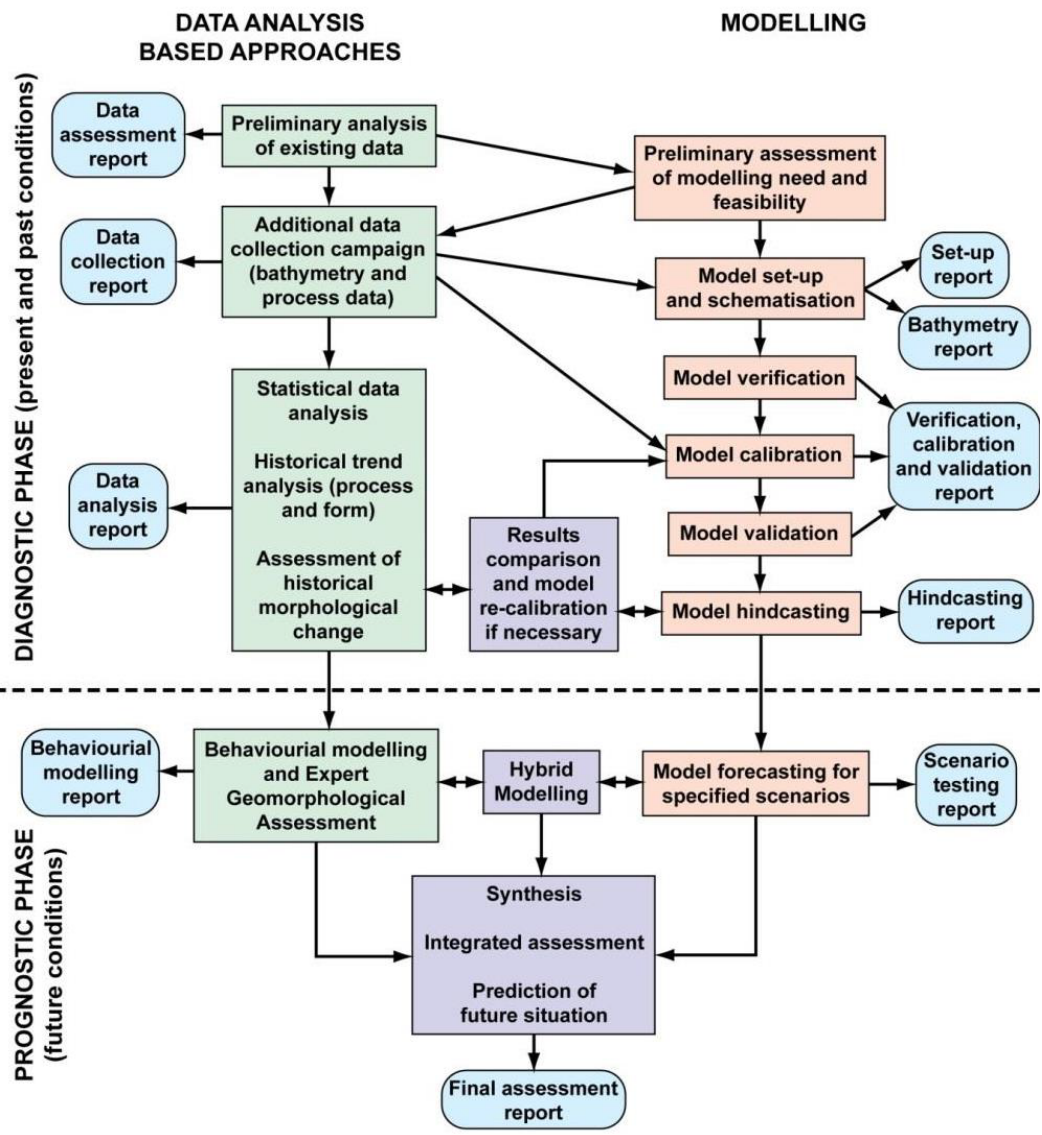 DATA ANALYSIS
BASED APPROACHES
MODELLING
DIAGNOSTIC PHASE (present and past conditions)
Data
assessment
report
Preliminary analysis
of existing data
Preliminary assessment
of modelling need and
feasibility
Data
collection
report
Additional data
collection campaign
(bathymetry and
process data)
Model set-up
and schematisation
Set-up
report
Bathymetry
report
Statistical data
analysis
Historical trend
analysis (process
and form)
Assessment of
historical
morphological
change
Data
analysis
report
Model verification
Model calibration
Model validation
Verification,
calibration
and validation
report
Results
comparison
and model
re-calibration
if necessary
Model hindcasting
Hindcasting
report
PROGNOSTIC PHASE
(future conditions)
Behaviourial
modelling
report
Behaviourial modelling
and Expert
Geomorphological
Assessment
Hybrid
Modelling
Model forecasting for
specified scenarios
Scenario
testing
report
Synthesis
Integrated assessment
Prediction of
future situation
Final assessment
report